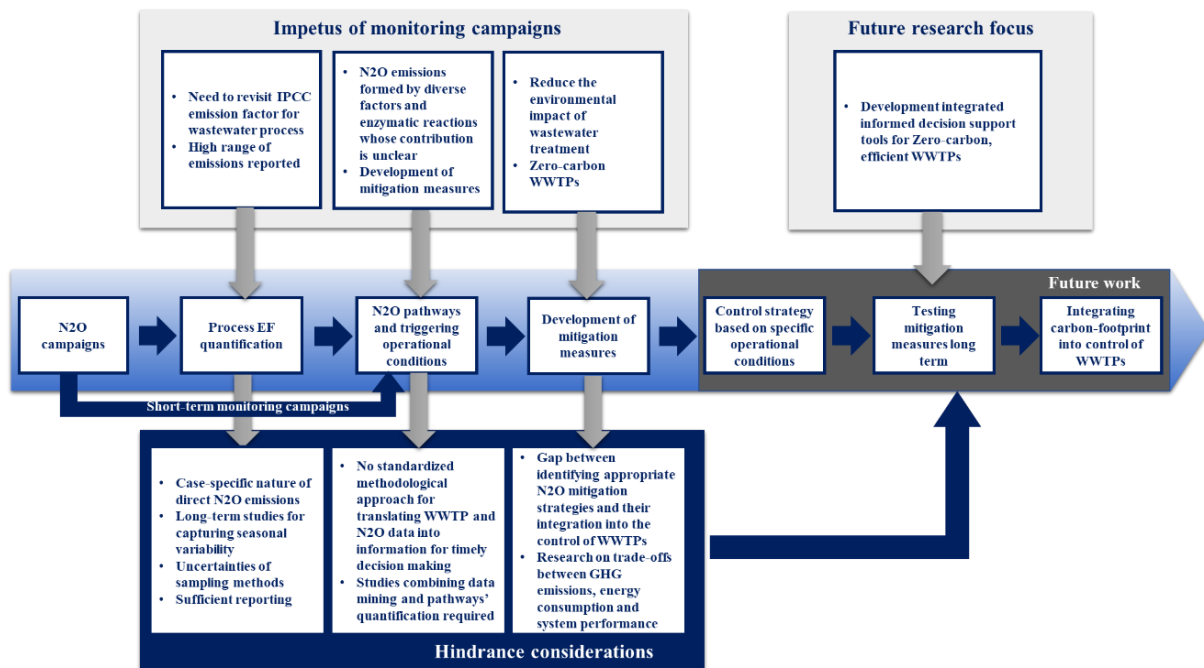 Impetus of monitoring campaigns
• Need to revisit IPCC
emission factor for
wastewater process
• High range of
emissions reported
• N2O emissions
formed by diverse
factors and
enzymatic reactions
whose contribution
is unclear
• Development of
mitigation measures
• Reduce the
environmental
impact of
wastewater
treatment
• Zero-carbon
WWTPs
Future research focus
• Development integrated
informed decision support
tools for Zero-carbon,
efficient WWTPs
Future work
N2O
campaigns
Process EF
quantification
N2O pathways
and triggering
operational
conditions
Development of
mitigation
measures
Control strategy
based on specific
operational
conditions
Testing
mitigation
measures long
term
Integrating
carbon-footprint
into control of
WWTPs
Short-term monitoring campaigns
• Case-specific nature of
direct N2O emissions
• Long-term studies for
capturing seasonal
variability
• Uncertainties of
sampling methods
• Sufficient reporting
• No standardized
methodological
approach for
translating WWTP and
N2O data into
information for timely
decision making
• Studies combining data
mining and pathways'
quantification required
• Gap between
identifying appropriate
N2O mitigation
strategies and their
integration into the
control of WWTPs
• Research on trade-offs
between GHG
emissions, energy
consumption and
system performance
Hindrance considerations